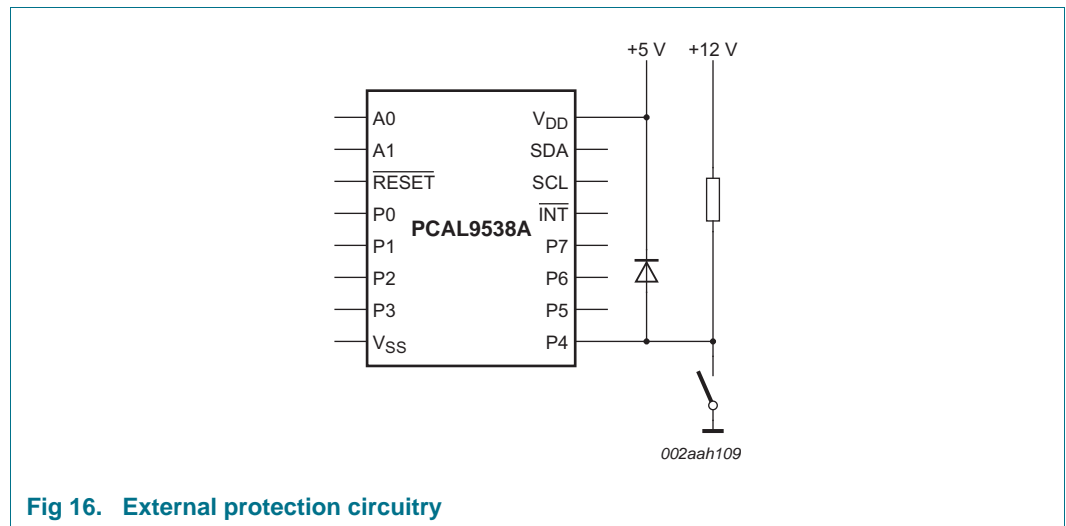 +5 V +12 V
A0 VDD
A1 SDA
RESET SCL
P0 INT
PCAL9538A
P1 P7
P2 P6
P3 P5
VSS P4
002aah109
Fig 16. External protection circuitry